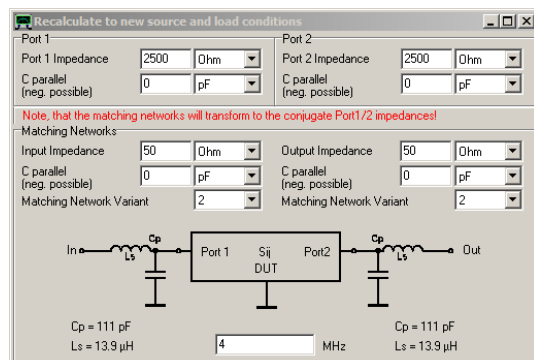 Recalculate to new source and load conditions
Port 1
Port 2
Port 1 Impedance 2500 Ohm
Port 2 Impedance 2500 Ohm
C parallel
(neg. possible) 0 pF
C parallel
(neg. possible) 0 pF
Note, that the matching networks will transform to the conjugate Port1/2 impedances!
Matching Networks
Input Impedance 50 Ohm
Output Impedance 50 Ohm
C parallel
(neg. possible) 0 pF
C parallel
(neg. possible) 0 pF
Matching Network Variant 2
Matching Network Variant 2
In Ls Cp Port 1 Sij Port2 Cp Ls Out
DUT
Cp = 111 pF
Ls = 13.9 µH
4 MHz
Cp = 111 pF
Ls = 13.9 µH